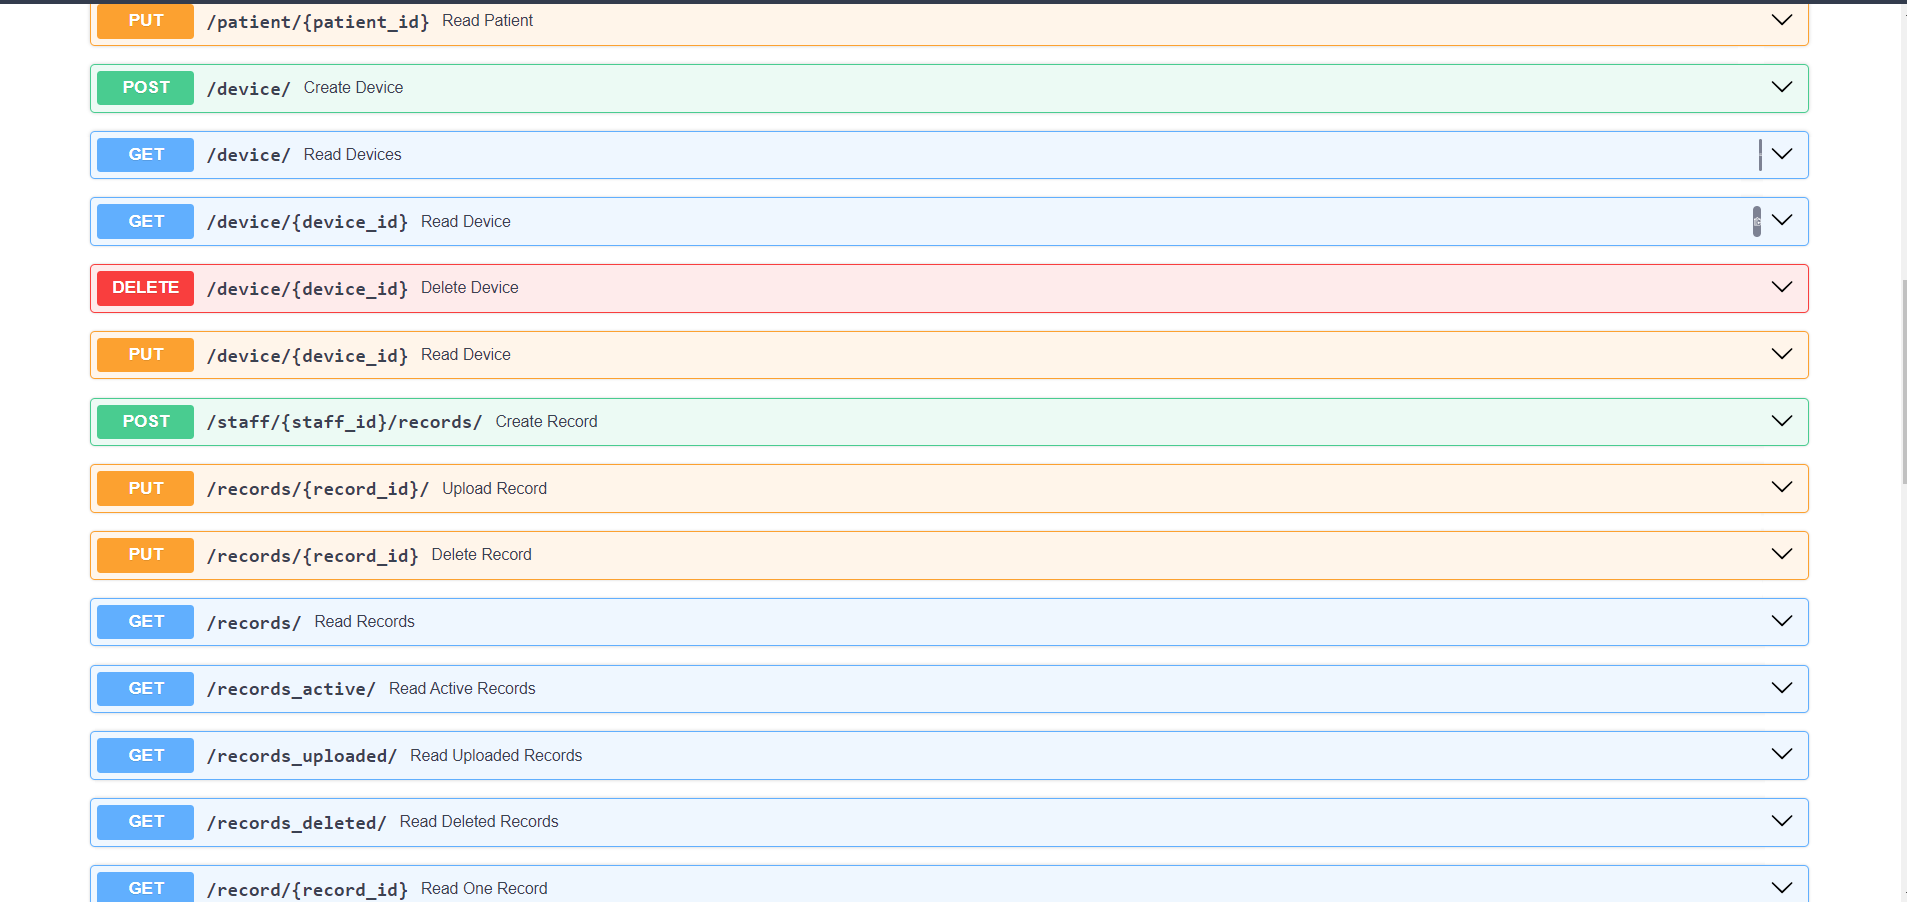 PUT /patient/{patient_id} Read Patient
POST /device/ Create Device
GET /device/ Read Devices
GET /device/{device_id} Read Device
DELETE /device/{device_id} Delete Device
PUT /device/{device_id} Read Device
POST /staff/{staff_id}/records/ Create Record
PUT /records/{record_id}/ Upload Record
PUT /records/{record_id} Delete Record
GET /records/ Read Records
GET /records_active/ Read Active Records
GET /records_uploaded/ Read Uploaded Records
GET /records_deleted/ Read Deleted Records
GET /record/{record_id} Read One Record